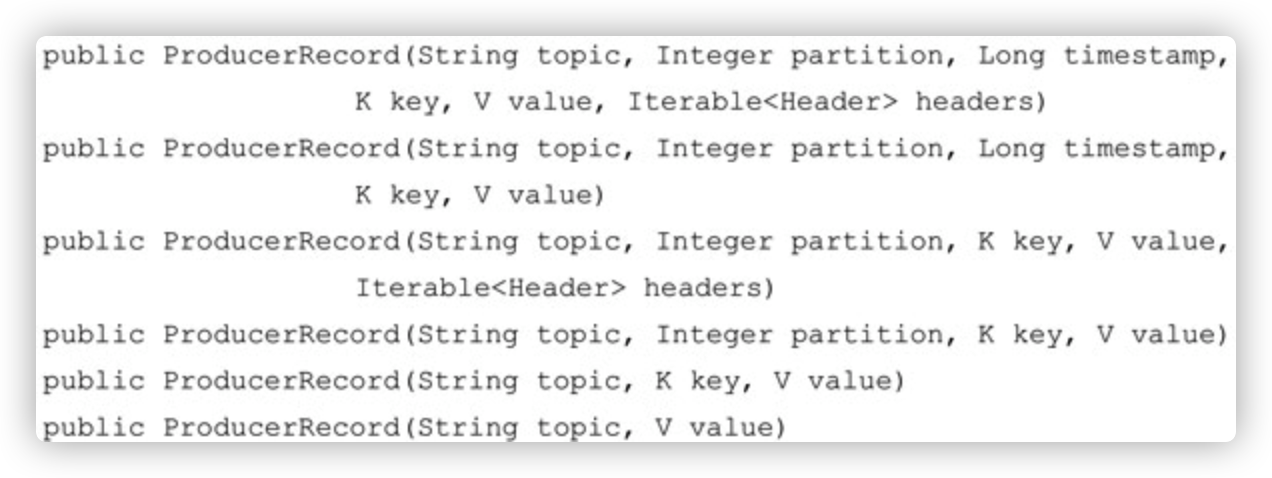 public ProducerRecord(String topic, Integer partition, Long timestamp,
K key, V value, Iterable<Header> headers)
public ProducerRecord(String topic, Integer partition, Long timestamp,
K key, V value)
public ProducerRecord(String topic, Integer partition, K key, V value,
Iterable<Header> headers)
public ProducerRecord(String topic, Integer partition, K key, V value)
public ProducerRecord(String topic, K key, V value)
public ProducerRecord(String topic, V value)